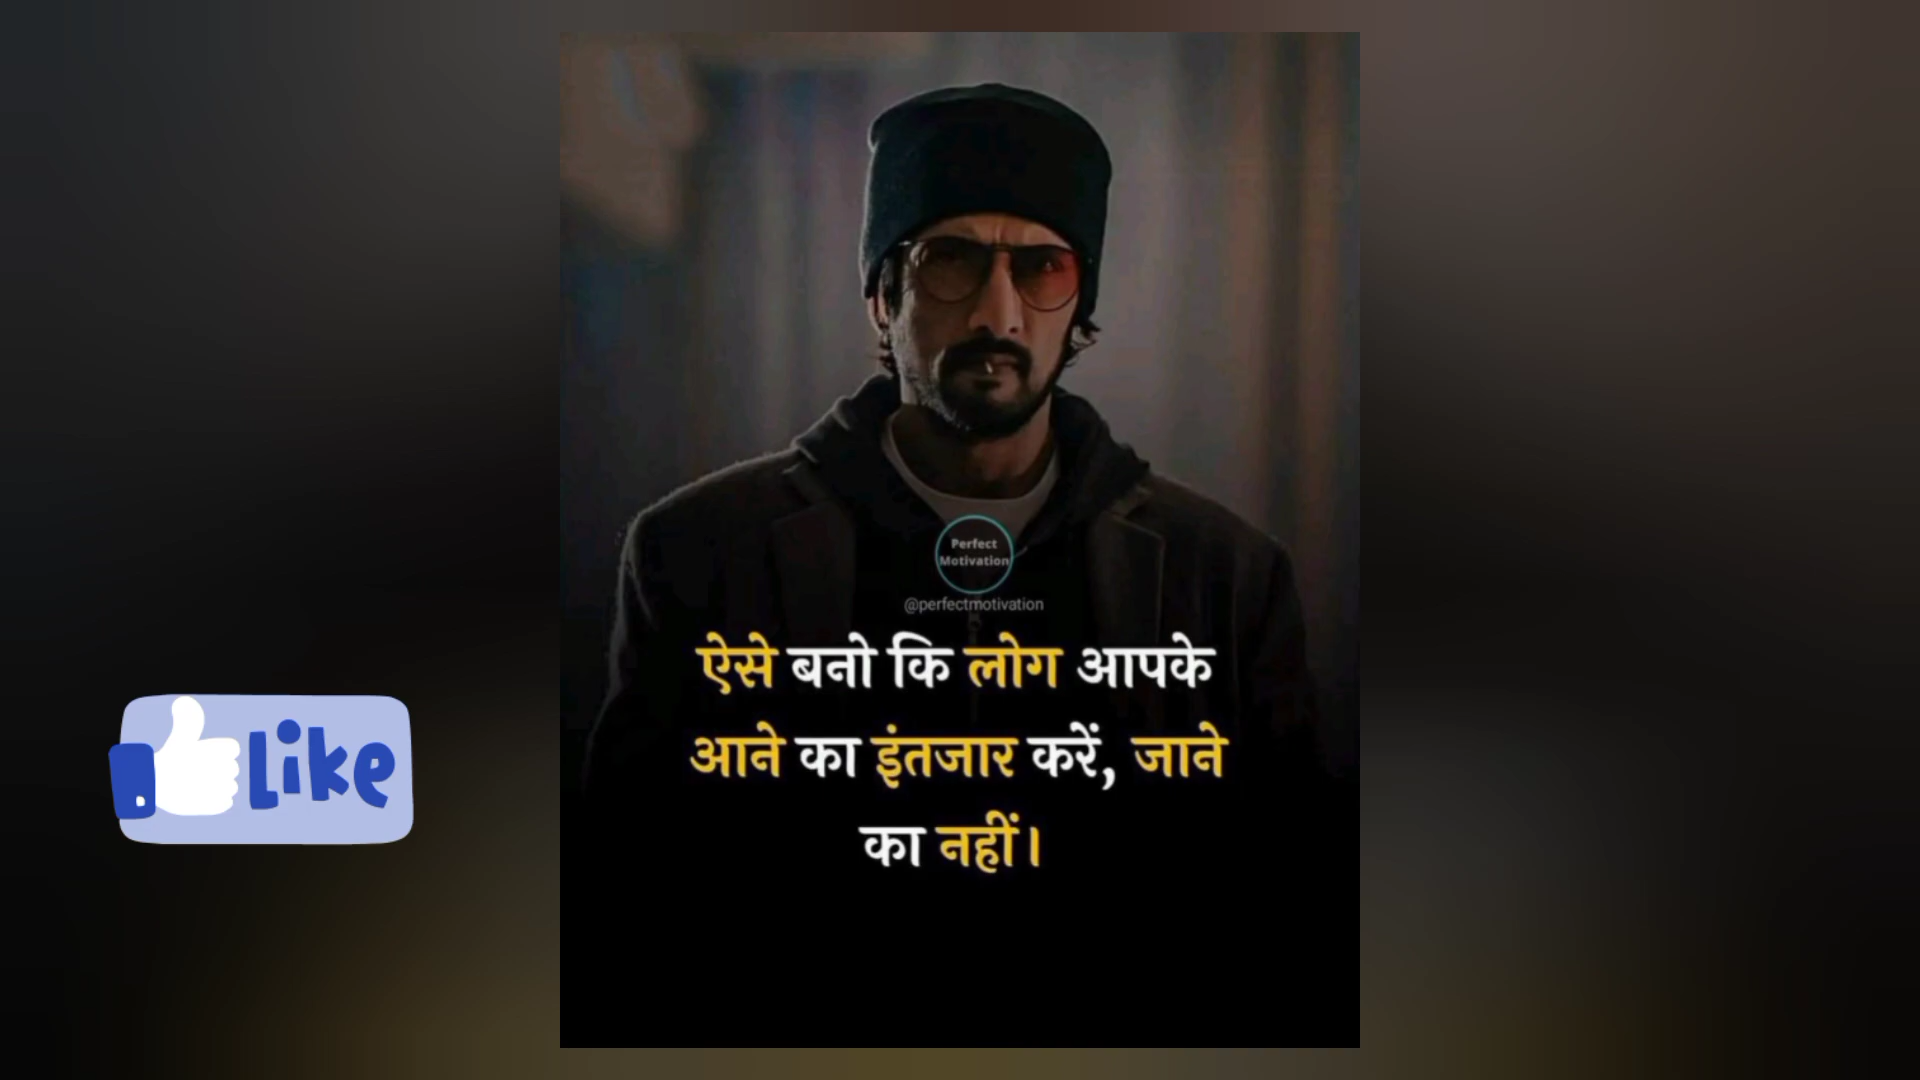 Perfect
Motivation
@perfectmotivation
ऐसे बनो कि लोग आपके
आने का इंतजार करें, जाने
का नहीं।
Like